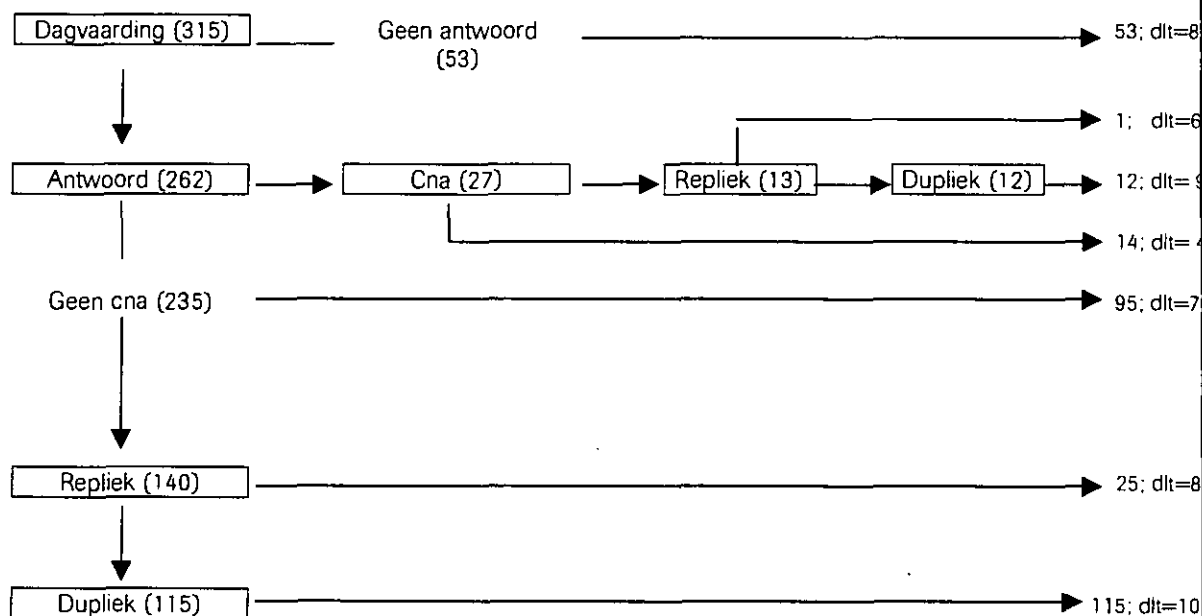 Dagvaarding (315)
Geen antwoord
(53)
53; dlt=8
1; dlt=6
Antwoord (262)
Cna (27)
Repliek (13)
Dupliek (12)
12; dlt= 9
14; dlt= 4
Geen cna (235)
95; dlt=7
Repliek (140)
25; dlt=8
Dupliek (115)
115; dlt=10